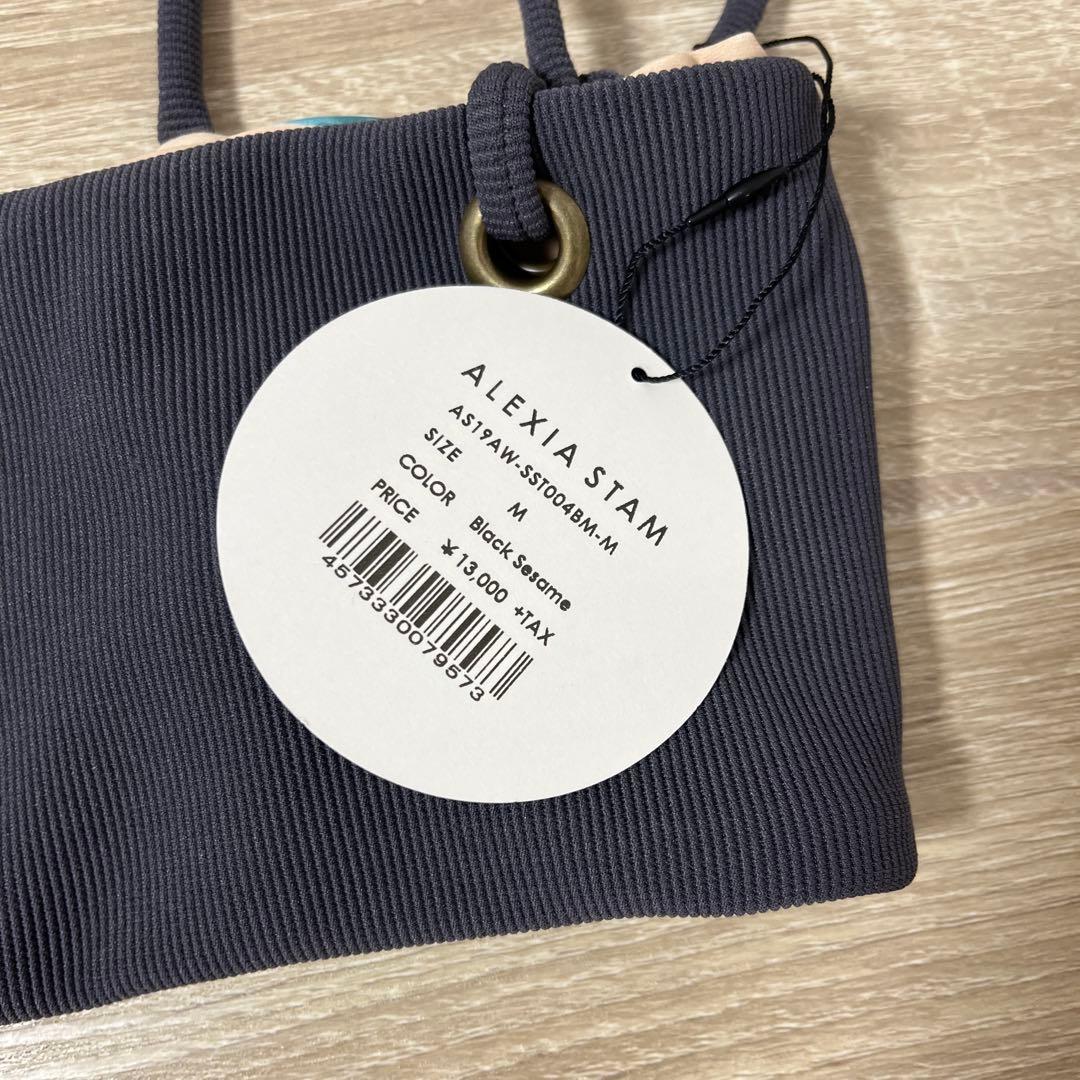 ALEXIA STAM
AS19AW-SST004BM-M
SIZE M
COLOR Black Sesame
PRICE ¥13,000 +TAX
4573330079573